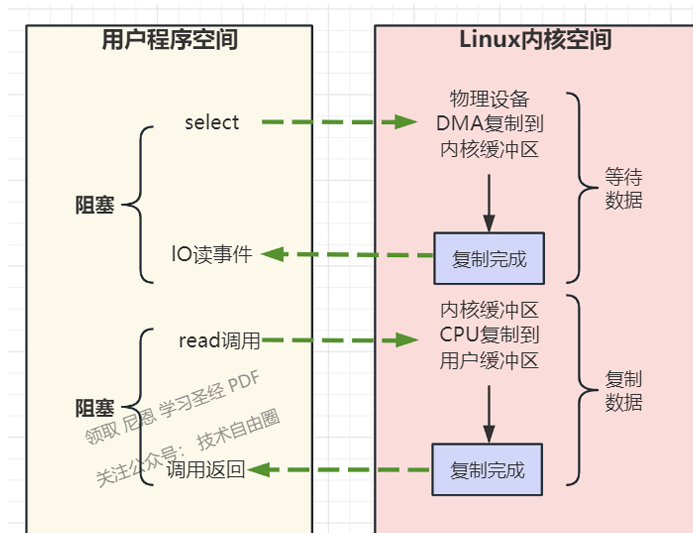 用户程序空间
Linux内核空间
select
物理设备
DMA复制到
内核缓冲区
等待
数据
阻塞
IO读事件
复制完成
read调用
内核缓冲区
CPU复制到
用户缓冲区
复制
数据
阻塞
领取 尼恩 学习圣经 PDF
关注公众号： 技术自由圈
调用返回
复制完成